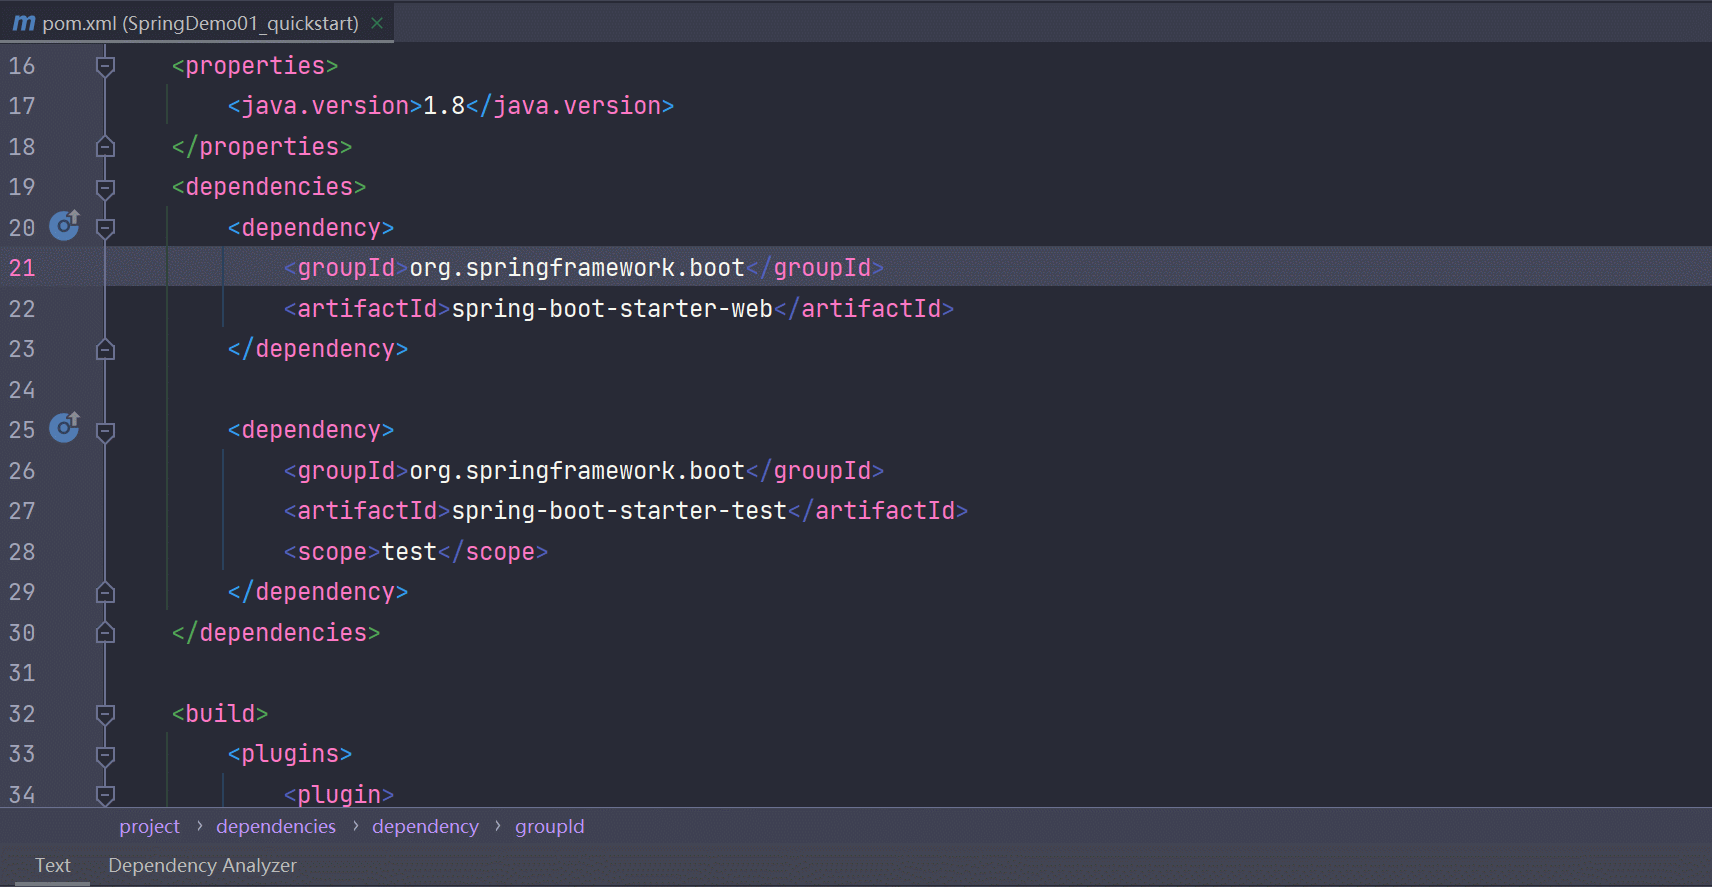 m pom.xml (SpringDemo01_quickstart) ×
16 <properties>
17 <java.version>1.8</java.version>
18 </properties>
19 <dependencies>
20 <dependency>
21 <groupId>org.springframework.boot</groupId>
22 <artifactId>spring-boot-starter-web</artifactId>
23 </dependency>
24
25 <dependency>
26 <groupId>org.springframework.boot</groupId>
27 <artifactId>spring-boot-starter-test</artifactId>
28 <scope>test</scope>
29 </dependency>
30 </dependencies>
31
32 <build>
33 <plugins>
34 <plugin>
project › dependencies › dependency › groupId
Text Dependency Analyzer